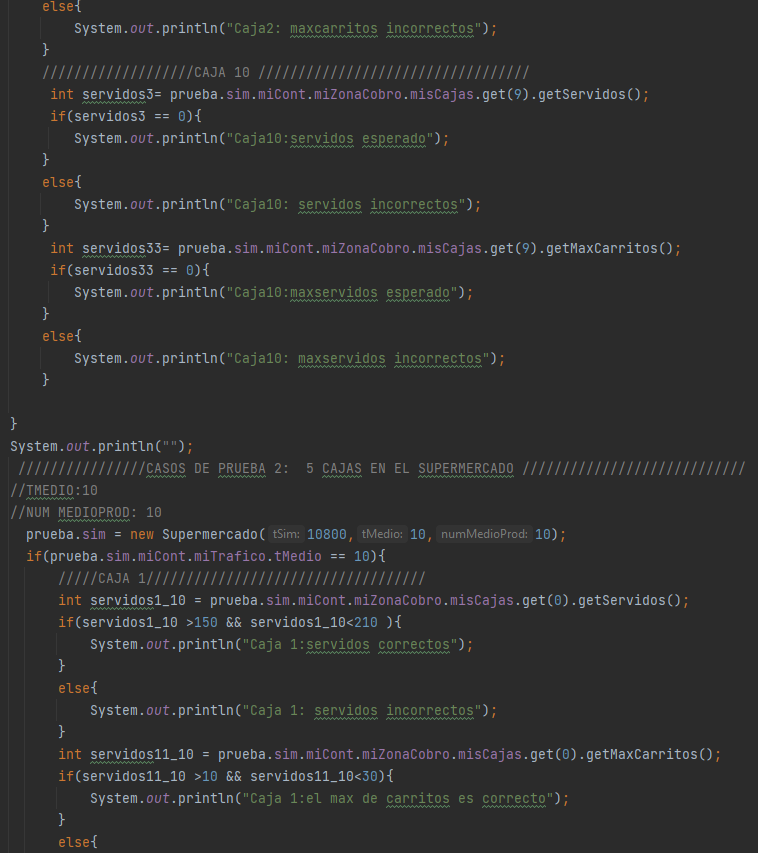 else{
System.out.println("Caja2: maxcarritos incorrectos");
}
///////////////////CAJA 10 //////////////////////////////////
int servidos3= prueba.sim.miCont.miZonaCobro.misCajas.get(9).getServidos();
if(servidos3 == 0){
System.out.println("Caja10:servidos esperado");
}
else{
System.out.println("Caja10: servidos incorrectos");
}
int servidos33= prueba.sim.miCont.miZonaCobro.misCajas.get(9).getMaxCarritos();
if(servidos33 == 0){
System.out.println("Caja10:maxservidos esperado");
}
else{
System.out.println("Caja10: maxservidos incorrectos");
}
}
System.out.println("");
////////////////CASOS DE PRUEBA 2:  5 CAJAS EN EL SUPERMERCADO ////////////////////////////
//TMEDIO:10
//NUM MEDIOPROD: 10
prueba.sim = new Supermercado( tSim: 10800, tMedio: 10, numMedioProd: 10);
if(prueba.sim.miCont.miTrafico.tMedio == 10){
/////CAJA 1///////////////////////////////////
int servidos1_10 = prueba.sim.miCont.miZonaCobro.misCajas.get(0).getServidos();
if(servidos1_10 >150 && servidos1_10<210 ){
System.out.println("Caja 1:servidos correctos");
}
else{
System.out.println("Caja 1: servidos incorrectos");
}
int servidos11_10 = prueba.sim.miCont.miZonaCobro.misCajas.get(0).getMaxCarritos();
if(servidos11_10 >10 && servidos11_10<30){
System.out.println("Caja 1:el max de carritos es correcto");
}
else{